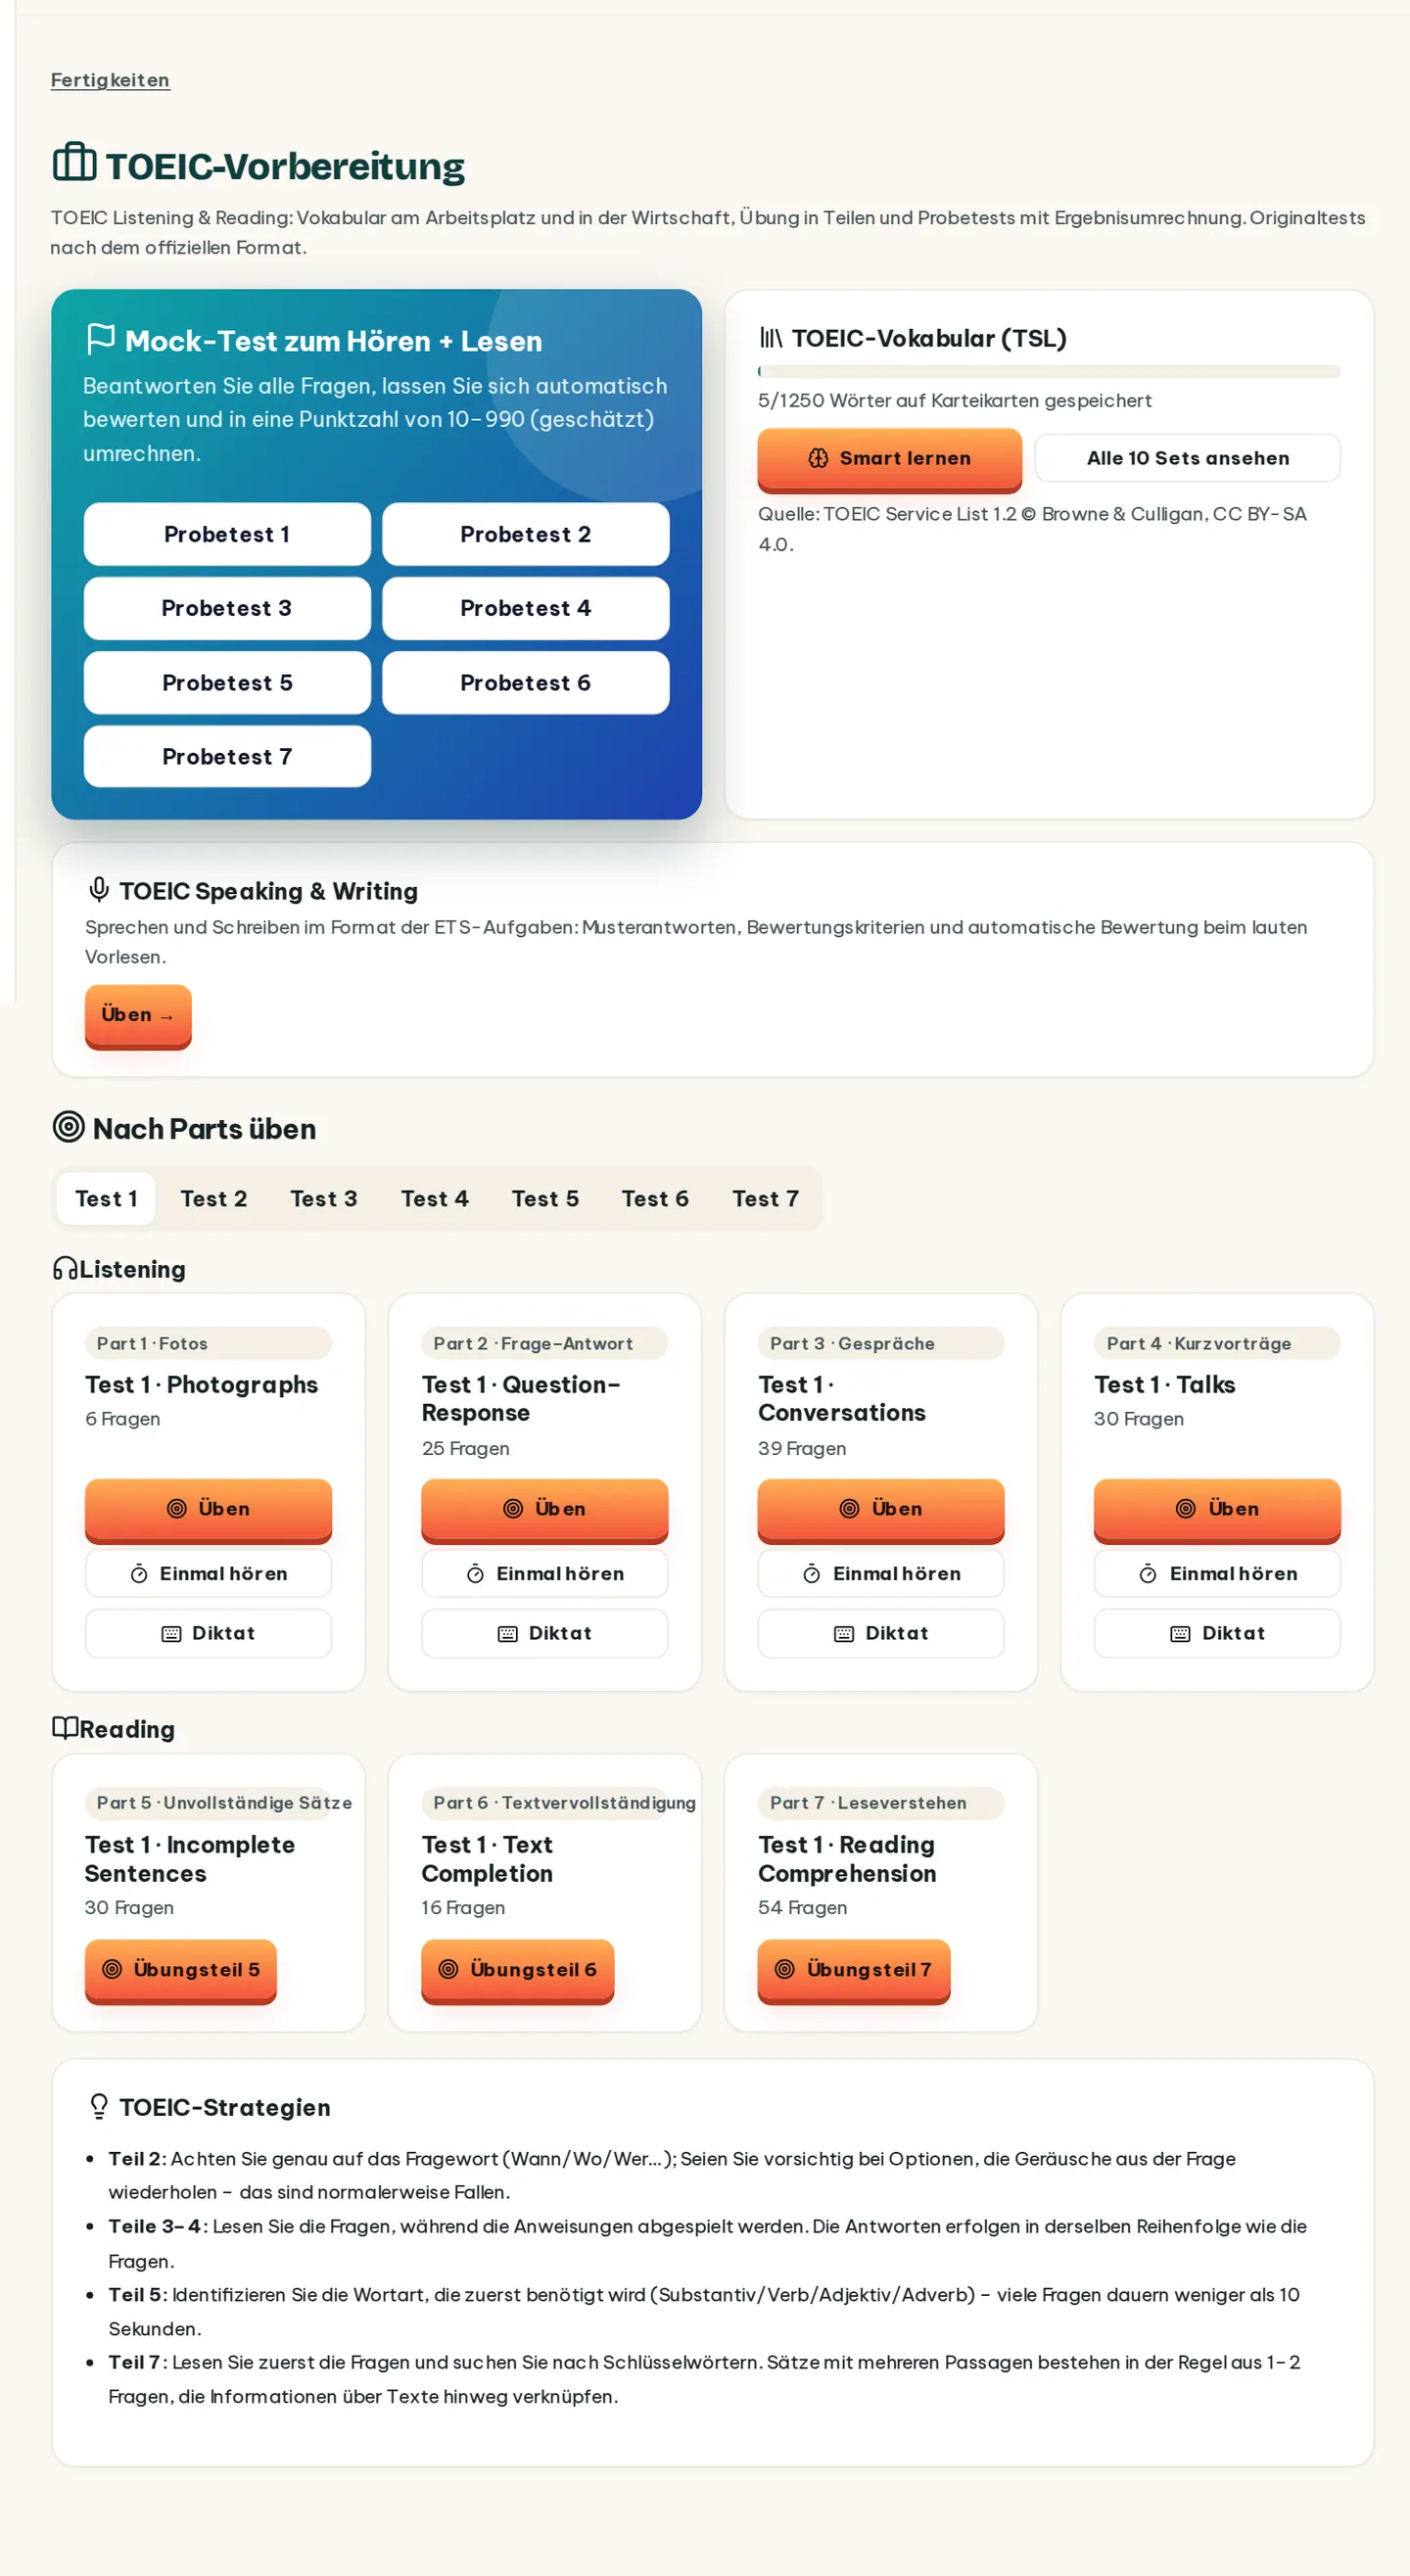 Fertigkeiten
TOEIC-Vorbereitung
TOEIC Listening & Reading: Vokabular am Arbeitsplatz und in der Wirtschaft, Übung in Teilen und Probetests mit Ergebnisumrechnung. Originaltests
nach dem offiziellen Format.
Mock-Test zum Hören + Lesen
Beantworten Sie alle Fragen, lassen Sie sich automatisch
bewerten und in eine Punktzahl von 10–990 (geschätzt)
umrechnen.
Probetest 1
Probetest 2
Probetest 3
Probetest 4
Probetest 5
Probetest 6
Probetest 7
TOEIC-Vokabular (TSL)
5/1250 Wörter auf Karteikarten gespeichert
Smart lernen
Alle 10 Sets ansehen
Quelle: TOEIC Service List 1.2 © Browne & Culligan, CC BY-SA
4.0.
TOEIC Speaking & Writing
Sprechen und Schreiben im Format der ETS-Aufgaben: Musterantworten, Bewertungskriterien und automatische Bewertung beim lauten
Vorlesen.
Üben →
Nach Parts üben
Test 1 Test 2 Test 3 Test 4 Test 5 Test 6 Test 7
Listening
Part 1 · Fotos
Test 1 · Photographs
6 Fragen
Üben
Einmal hören
Diktat
Part 2 · Frage–Antwort
Test 1 · Question–
Response
25 Fragen
Üben
Einmal hören
Diktat
Part 3 · Gespräche
Test 1 ·
Conversations
39 Fragen
Üben
Einmal hören
Diktat
Part 4 · Kurzvorträge
Test 1 · Talks
30 Fragen
Üben
Einmal hören
Diktat
Reading
Part 5 · Unvollständige Sätze
Test 1 · Incomplete
Sentences
30 Fragen
Übungsteil 5
Part 6 · Textvervollständigung
Test 1 · Text
Completion
16 Fragen
Übungsteil 6
Part 7 · Leseverstehen
Test 1 · Reading
Comprehension
54 Fragen
Übungsteil 7
TOEIC-Strategien
• Teil 2: Achten Sie genau auf das Fragewort (Wann/Wo/Wer…); Seien Sie vorsichtig bei Optionen, die Geräusche aus der Frage
wiederholen – das sind normalerweise Fallen.
• Teile 3–4: Lesen Sie die Fragen, während die Anweisungen abgespielt werden. Die Antworten erfolgen in derselben Reihenfolge wie die
Fragen.
• Teil 5: Identifizieren Sie die Wortart, die zuerst benötigt wird (Substantiv/Verb/Adjektiv/Adverb) – viele Fragen dauern weniger als 10
Sekunden.
• Teil 7: Lesen Sie zuerst die Fragen und suchen Sie nach Schlüsselwörtern. Sätze mit mehreren Passagen bestehen in der Regel aus 1–2
Fragen, die Informationen über Texte hinweg verknüpfen.